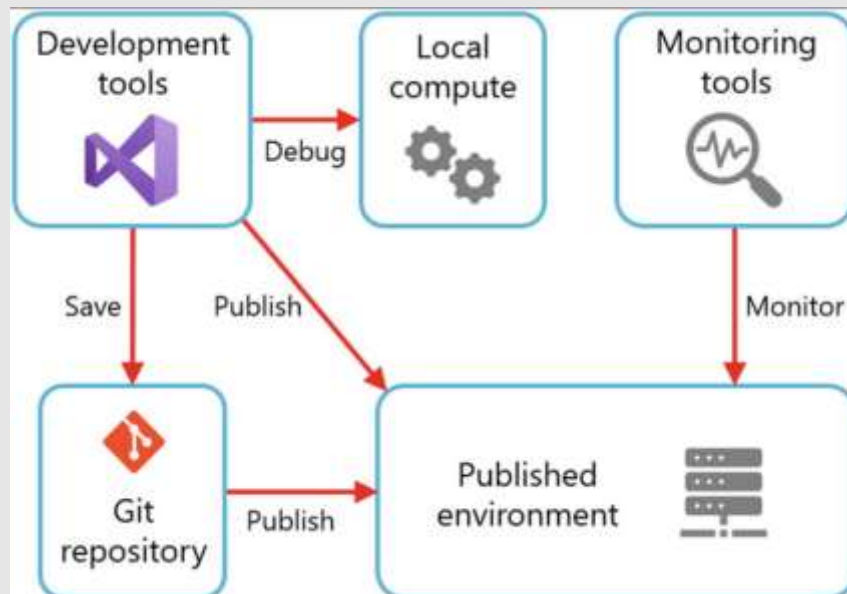 Development
tools
Local
compute
Monitoring
tools
Debug
Save
Publish
Monitor
Git
repository
Publish
Published
environment